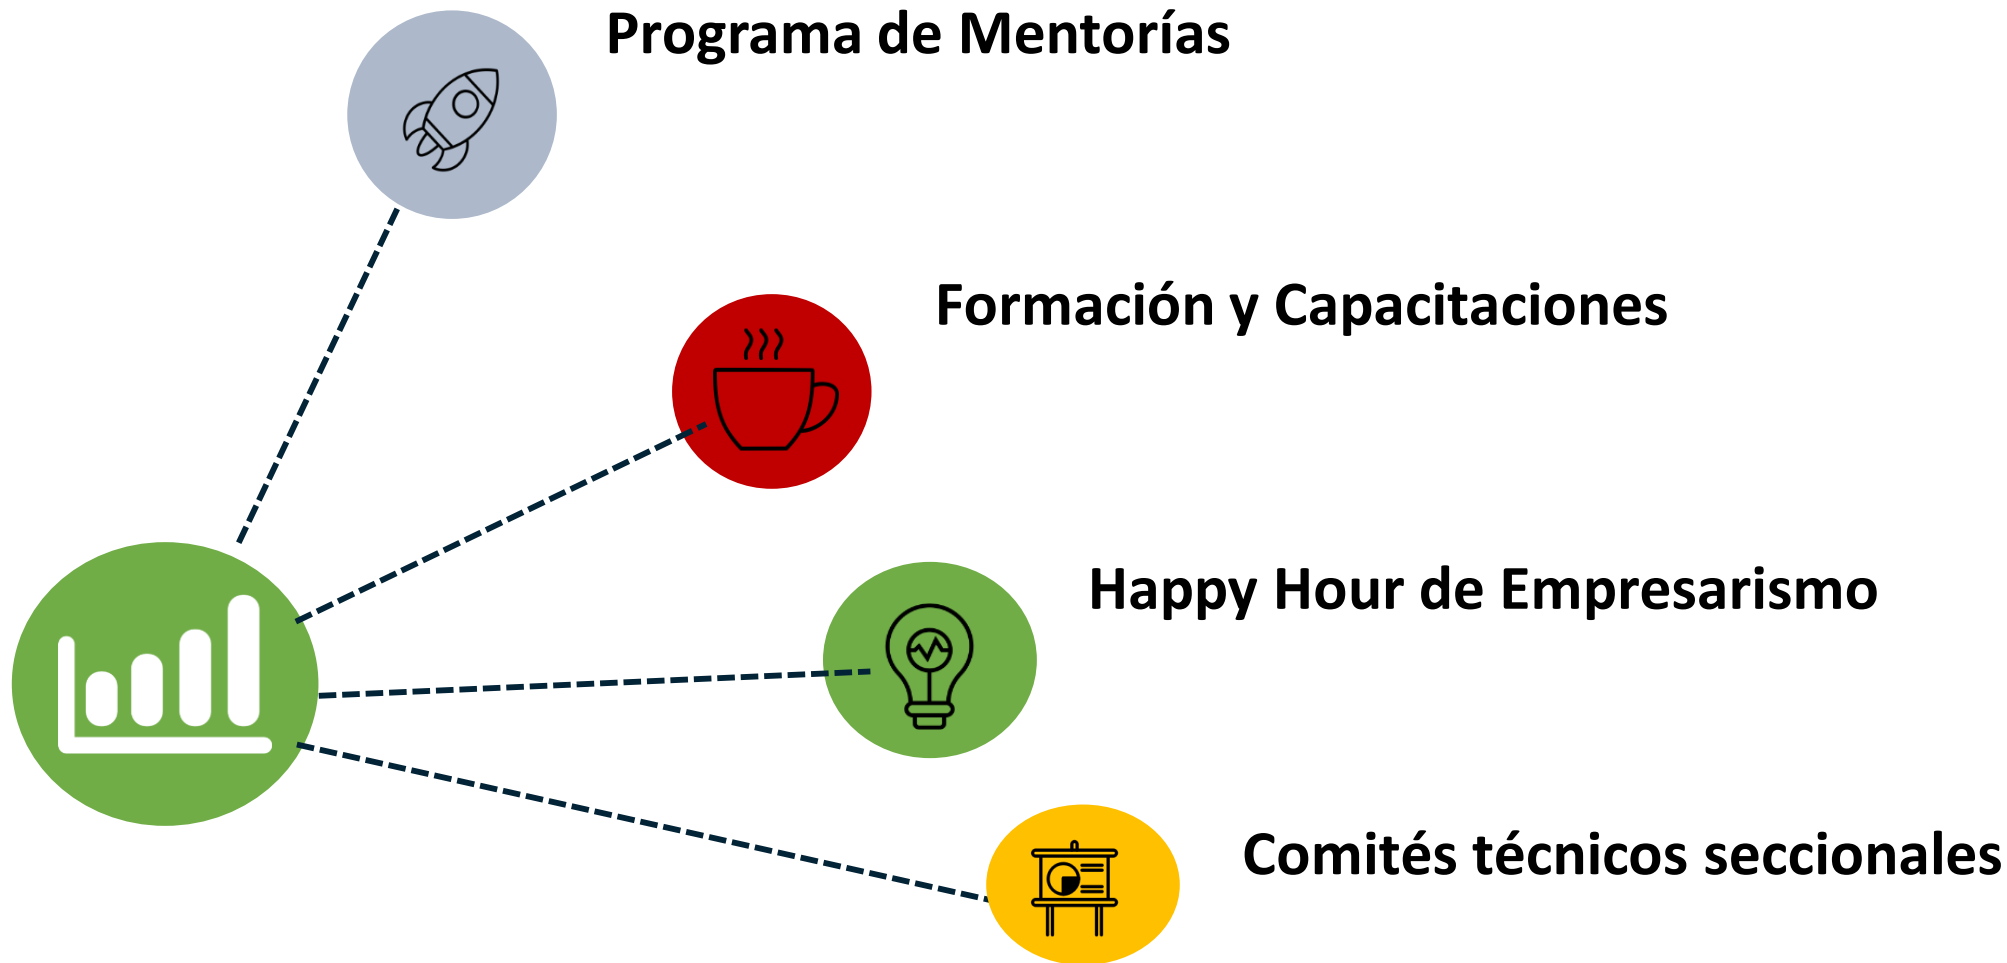 Programa de Mentorías
Formación y Capacitaciones
Happy Hour de Empresarismo
Comités técnicos seccionales